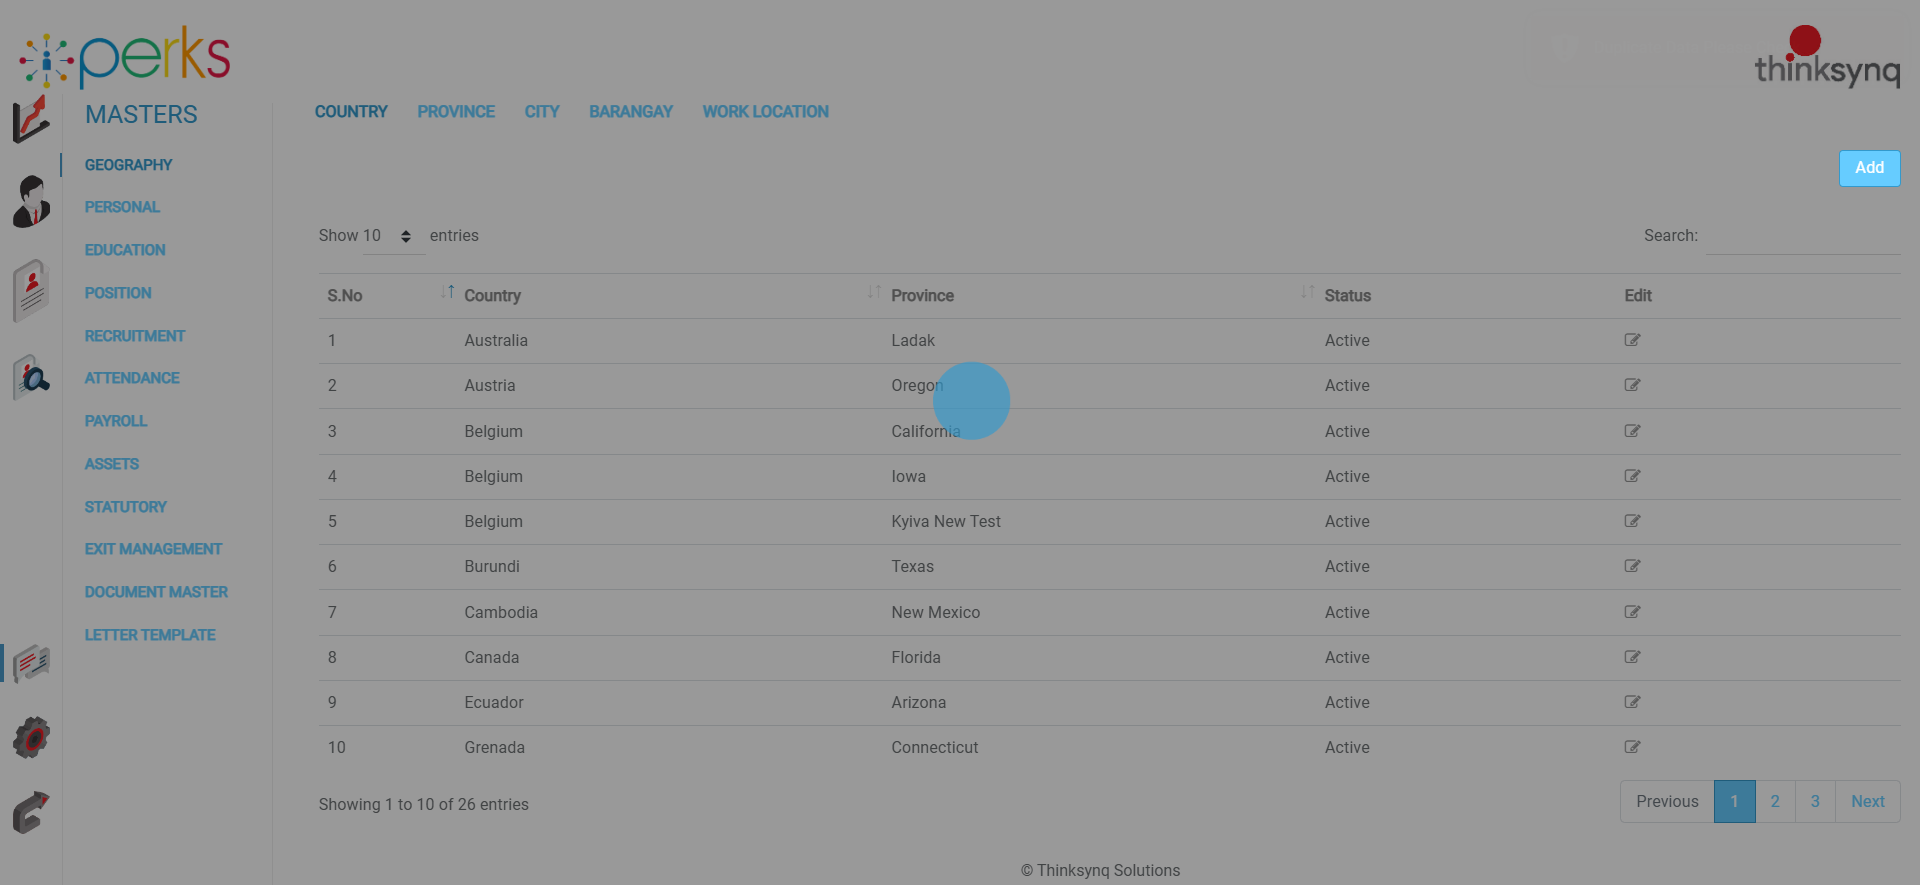 perks
thinksynq
MASTERS
COUNTRY PROVINCE CITY BARANGAY WORK LOCATION
GEOGRAPHY
PERSONAL
EDUCATION
POSITION
RECRUITMENT
ATTENDANCE
PAYROLL
ASSETS
STATUTORY
EXIT MANAGEMENT
DOCUMENT MASTER
LETTER TEMPLATE
Add
Show 10 entries
Search:
S.No Country Province Status Edit
1 Australia Ladak Active
2 Austria Oregon Active
3 Belgium California Active
4 Belgium Iowa Active
5 Belgium Kyiva New Test Active
6 Burundi Texas Active
7 Cambodia New Mexico Active
8 Canada Florida Active
9 Ecuador Arizona Active
10 Grenada Connecticut Active
Showing 1 to 10 of 26 entries
Previous 1 2 3 Next
© Thinksynq Solutions